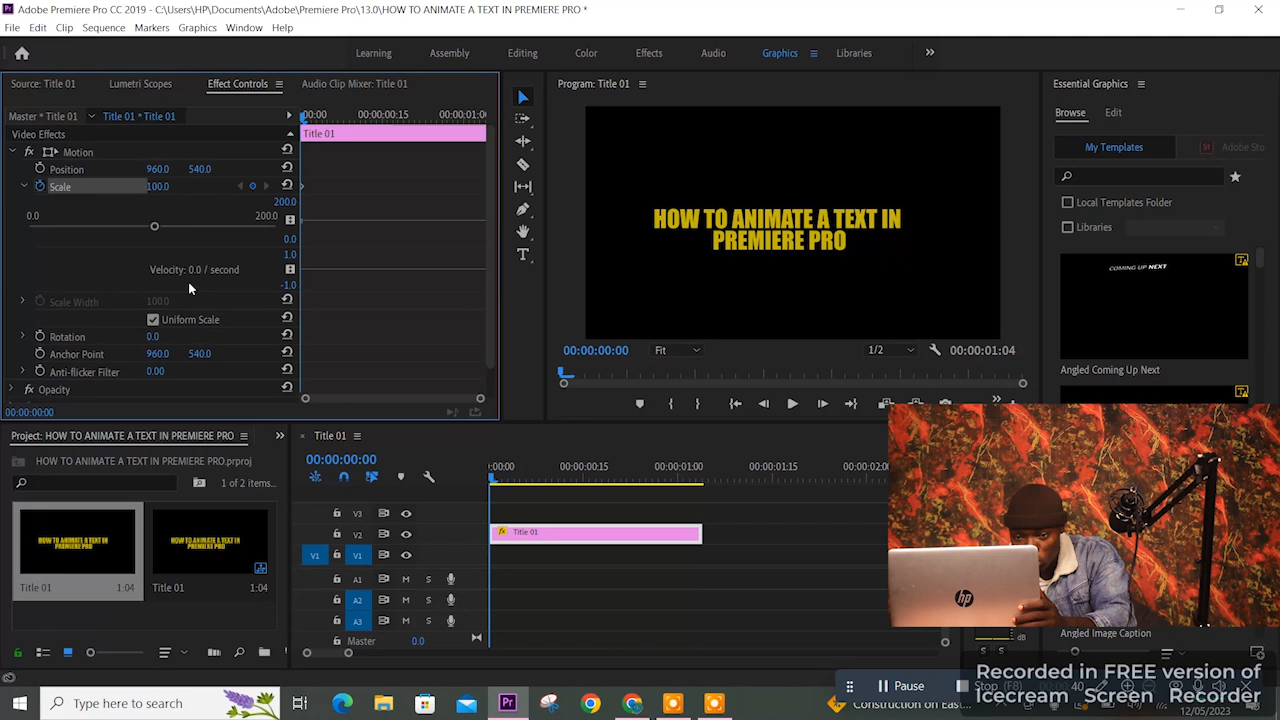 Adobe Premiere Pro CC 2019 - C:\Users\HP\Documents\Adobe\Premiere Pro\13.0\HOW TO ANIMATE A TEXT IN PREMIERE PRO *
File Edit Clip Sequence Markers Graphics Window Help
Learning Assembly Editing Color Effects Audio Graphics Libraries
Source: Title 01 Lumetri Scopes Effect Controls Audio Clip Mixer: Title 01
Master * Title 01 Title 01 * Title 01
:00:00 00:00:00:15 00:00:01:00
Video Effects
Title 01
fx Motion
Position 960.0 540.0
Scale 100.0
200.0
0.0 200.0
0.0
1.0
Velocity: 0.0 / second
-1.0
Scale Width 100.0
Uniform Scale
Rotation 0.0
Anchor Point 960.0 540.0
Anti-flicker Filter 0.00
fx Opacity
00:00:00:00
Program: Title 01
HOW TO ANIMATE A TEXT IN
PREMIERE PRO
00:00:00:00 Fit 1/2 00:00:01:04
Essential Graphics
Browse Edit
My Templates St Adobe Sto
Local Templates Folder
Libraries
COMING UP NEXT
Angled Coming Up Next
Project: HOW TO ANIMATE A TEXT IN PREMIERE PRO
HOW TO ANIMATE A TEXT IN PREMIERE PRO.prproj
1 of 2 items...
HOW TO ANIMATE A TEXT IN
PREMIERE PRO
HOW TO ANIMATE A TEXT IN
PREMIERE PRO
Title 01 1:04 Title 01 1:04
Title 01
00:00:00:00
:00:00 00:00:00:15 00:00:01:00 00:00:01:15 00:00:02:0
V3
V2
fx Title 01
V1 V1
A1 M S
A2 M S
A3 M S
Master 0.0
hp
dB
S S
Angled Image Caption
Pause Stop (F8) 40
Recorded in FREE version of
icecream Screen Recorder
Type here to search
Pr
Construction on East...
12/05/2023